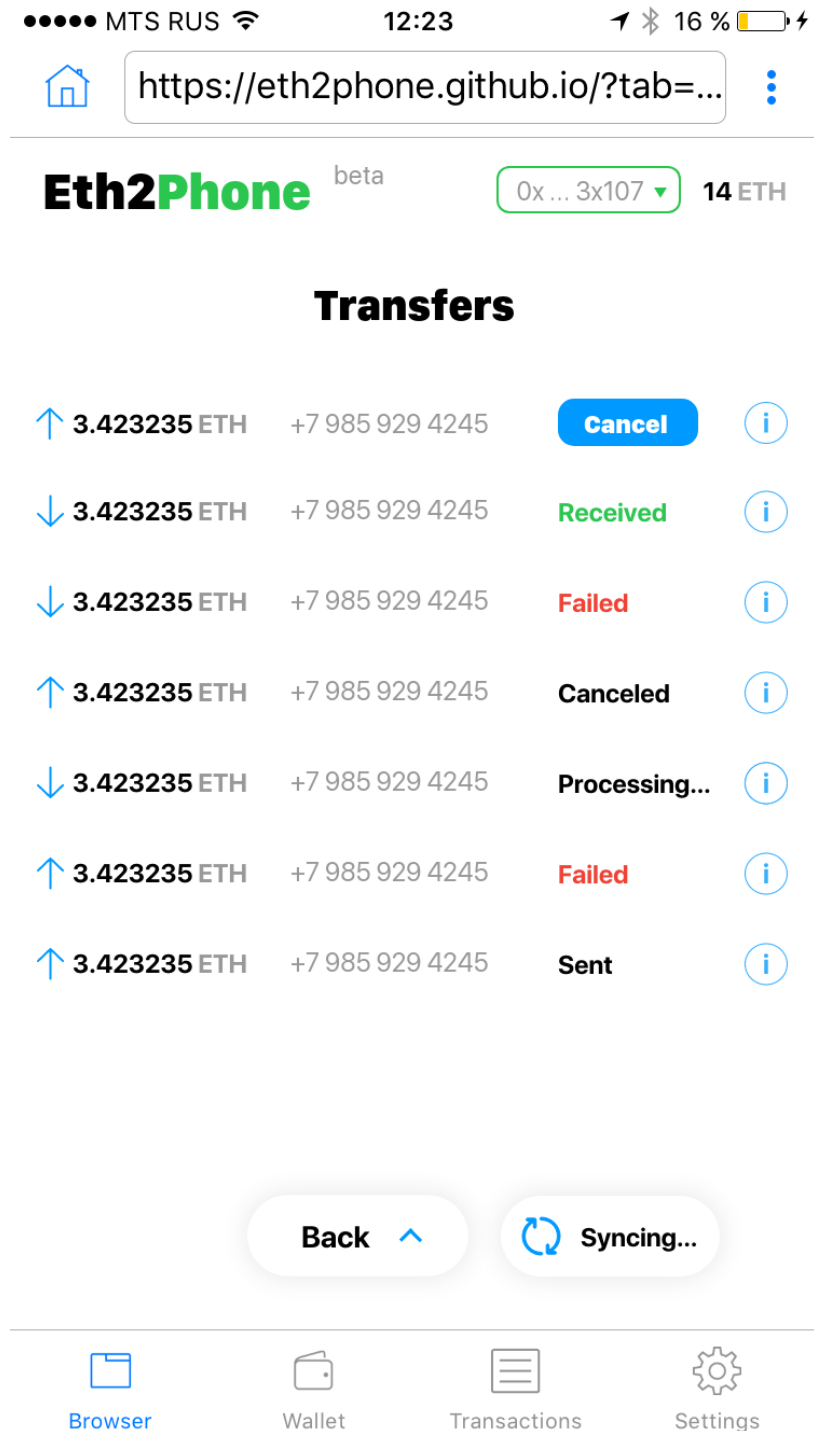 MTS RUS 12:23 16 %
https://eth2phone.github.io/?tab=...
Eth2Phone beta 0x ... 3x107 14 ETH
Transfers
3.423235 ETH +7 985 929 4245 Cancel i
3.423235 ETH +7 985 929 4245 Received i
3.423235 ETH +7 985 929 4245 Failed i
3.423235 ETH +7 985 929 4245 Canceled i
3.423235 ETH +7 985 929 4245 Processing... i
3.423235 ETH +7 985 929 4245 Failed i
3.423235 ETH +7 985 929 4245 Sent i
Back Syncing...
Browser Wallet Transactions Settings